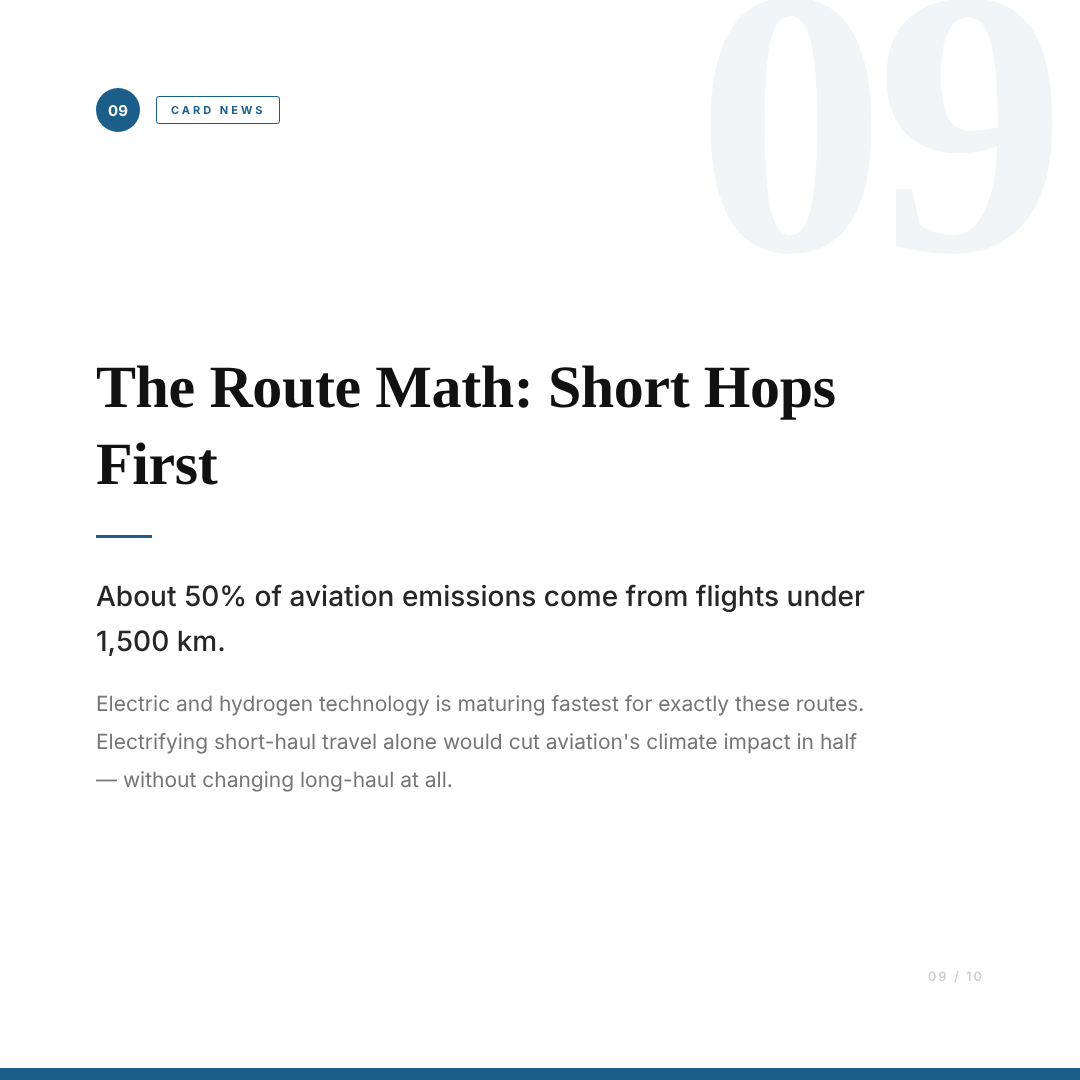 09
09
CARD NEWS
The Route Math: Short Hops
First
About 50% of aviation emissions come from flights under
1,500 km.
Electric and hydrogen technology is maturing fastest for exactly these routes.
Electrifying short-haul travel alone would cut aviation's climate impact in half
— without changing long-haul at all.
09 / 10